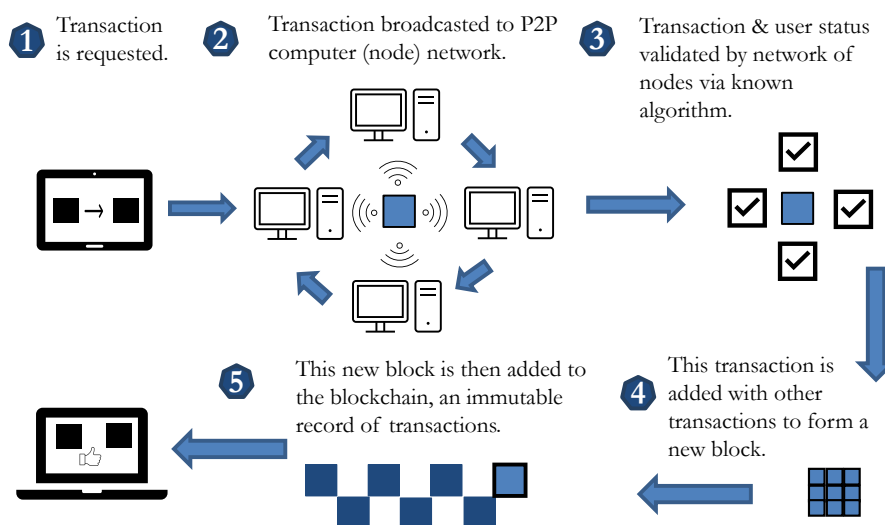 1
Transaction
is requested.
2
Transaction broadcasted to P2P
computer (node) network.
3
Transaction & user status
validated by network of
nodes via known
algorithm.
4
This transaction is
added with other
transactions to form a
new block.
5
This new block is then added to
the blockchain, an immutable
record of transactions.